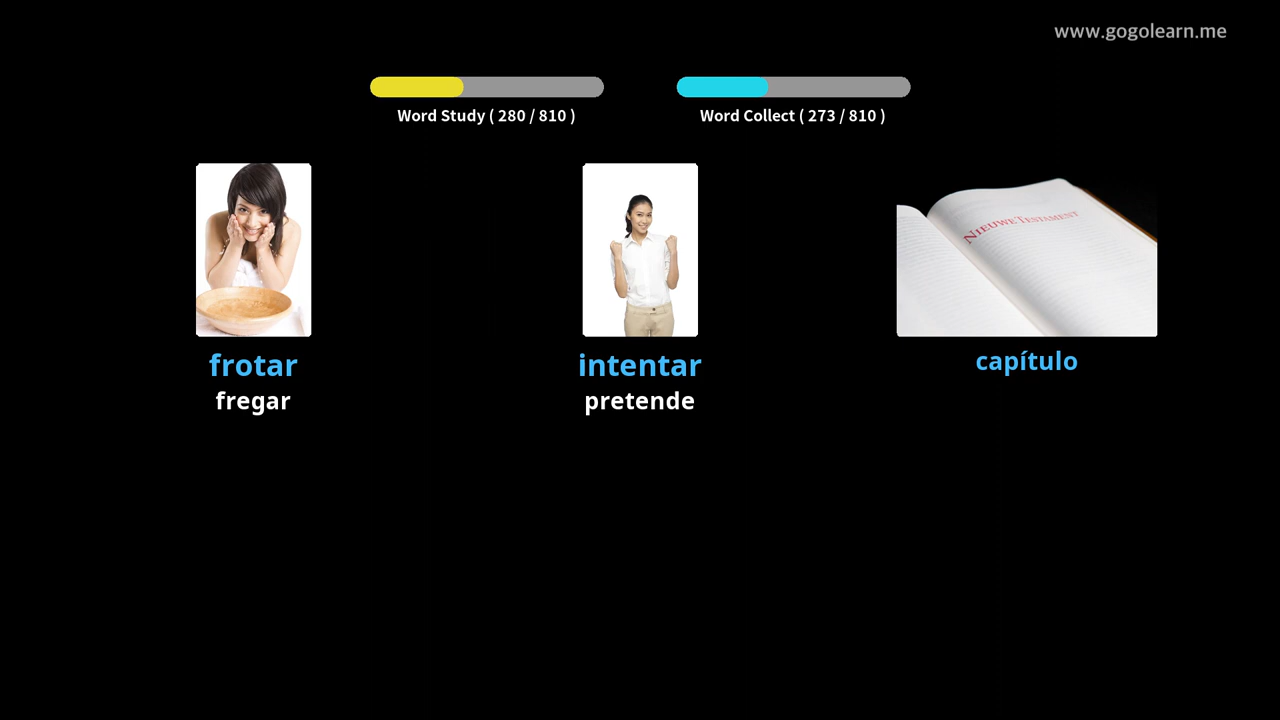 www.gogolearn.me
Word Study ( 280 / 810 )
Word Collect ( 273 / 810 )
NIEUWE TESTAMENT
frotar
fregar
intentar
pretende
capítulo